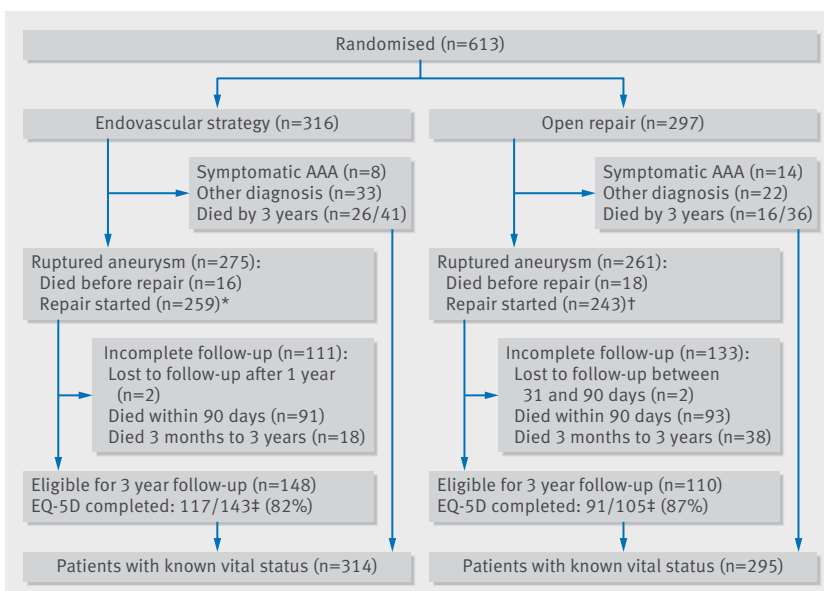 Randomised (n=613)
Endovascular strategy (n=316)
Open repair (n=297)
Symptomatic AAA (n=8)
Other diagnosis (n=33)
Died by 3 years (n=26/41)
Symptomatic AAA (n=14)
Other diagnosis (n=22)
Died by 3 years (n=16/36)
Ruptured aneurysm (n=275):
Died before repair (n=16)
Repair started (n=259)*
Ruptured aneurysm (n=261):
Died before repair (n=18)
Repair started (n=243)†
Incomplete follow-up (n=111):
Lost to follow-up after 1 year
(n=2)
Died within 90 days (n=91)
Died 3 months to 3 years (n=18)
Incomplete follow-up (n=133):
Lost to follow-up between
31 and 90 days (n=2)
Died within 90 days (n=93)
Died 3 months to 3 years (n=38)
Eligible for 3 year follow-up (n=148)
EQ-5D completed: 117/143‡ (82%)
Eligible for 3 year follow-up (n=110)
EQ-5D completed: 91/105‡ (87%)
Patients with known vital status (n=314)
Patients with known vital status (n=295)